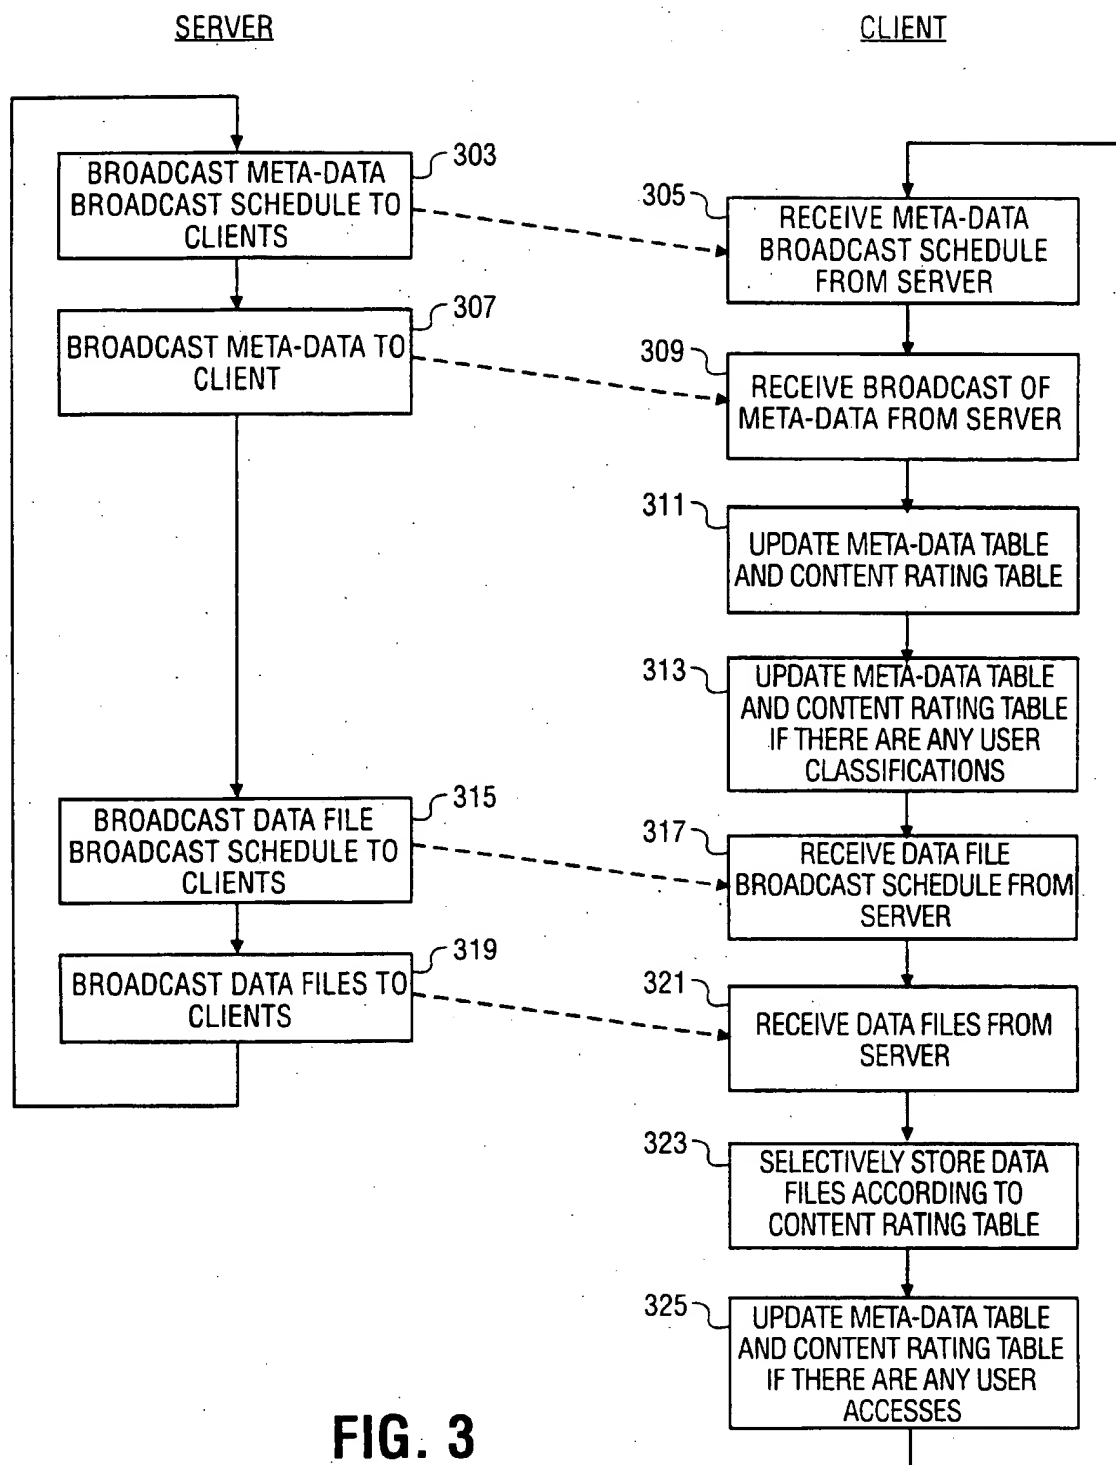 SERVER
BROADCAST META-DATA
BROADCAST SCHEDULE TO
CLIENTS
303
BROADCAST META-DATA TO
CLIENT
307
BROADCAST DATA FILE
BROADCAST SCHEDULE TO
CLIENTS
315
BROADCAST DATA FILES TO
CLIENTS
319
CLIENT
305
RECEIVE META-DATA
BROADCAST SCHEDULE
FROM SERVER
309
RECEIVE BROADCAST OF
META-DATA FROM SERVER
311
UPDATE META-DATA TABLE
AND CONTENT RATING TABLE
313
UPDATE META-DATA TABLE
AND CONTENT RATING TABLE
IF THERE ARE ANY USER
CLASSIFICATIONS
317
RECEIVE DATA FILE
BROADCAST SCHEDULE FROM
SERVER
321
RECEIVE DATA FILES FROM
SERVER
323
SELECTIVELY STORE DATA
FILES ACCORDING TO
CONTENT RATING TABLE
325
UPDATE META-DATA TABLE
AND CONTENT RATING TABLE
IF THERE ARE ANY USER
ACCESSES
FIG. 3